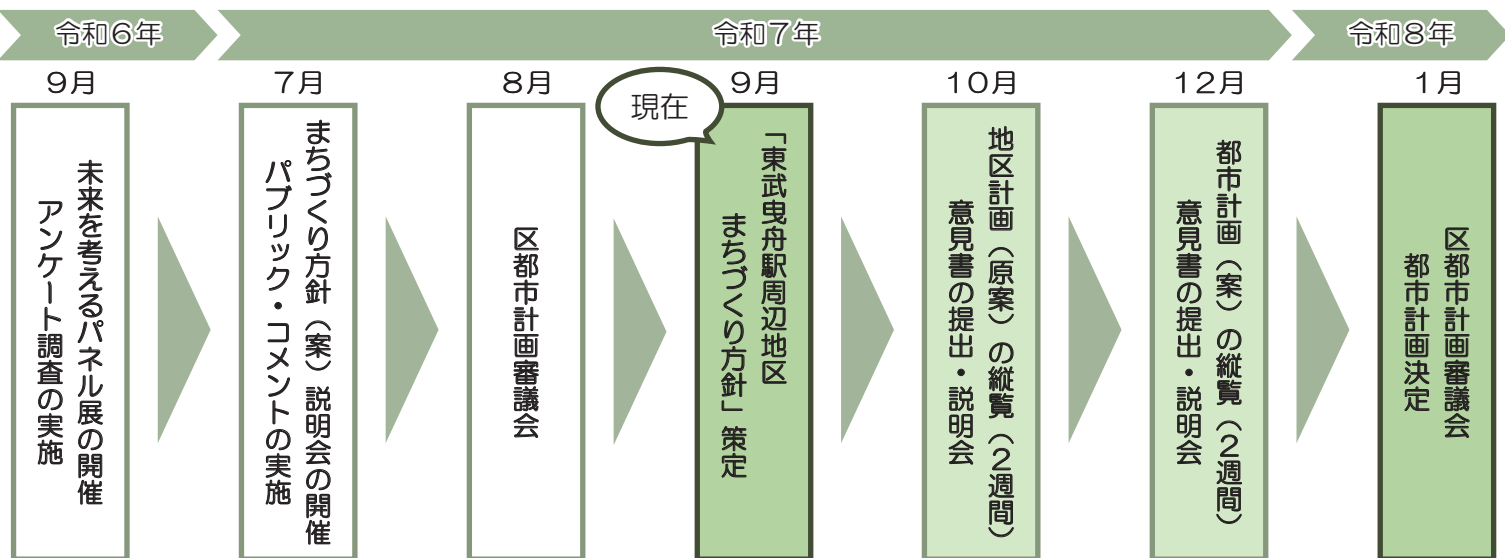 令和６年
令和７年
令和８年
９月
未来を考えるパネル展の開催
アンケート調査の実施
７月
まちづくり方針（案）説明会の開催
パブリック・コメントの実施
８月
区都市計画審議会
現在
９月
「東武曳舟駅周辺地区
まちづくり方針」策定
１０月
地区計画（原案）の縦覧（２週間）
意見書の提出・説明会
１２月
都市計画（案）の縦覧（２週間）
意見書の提出・説明会
１月
区都市計画審議会
都市計画決定